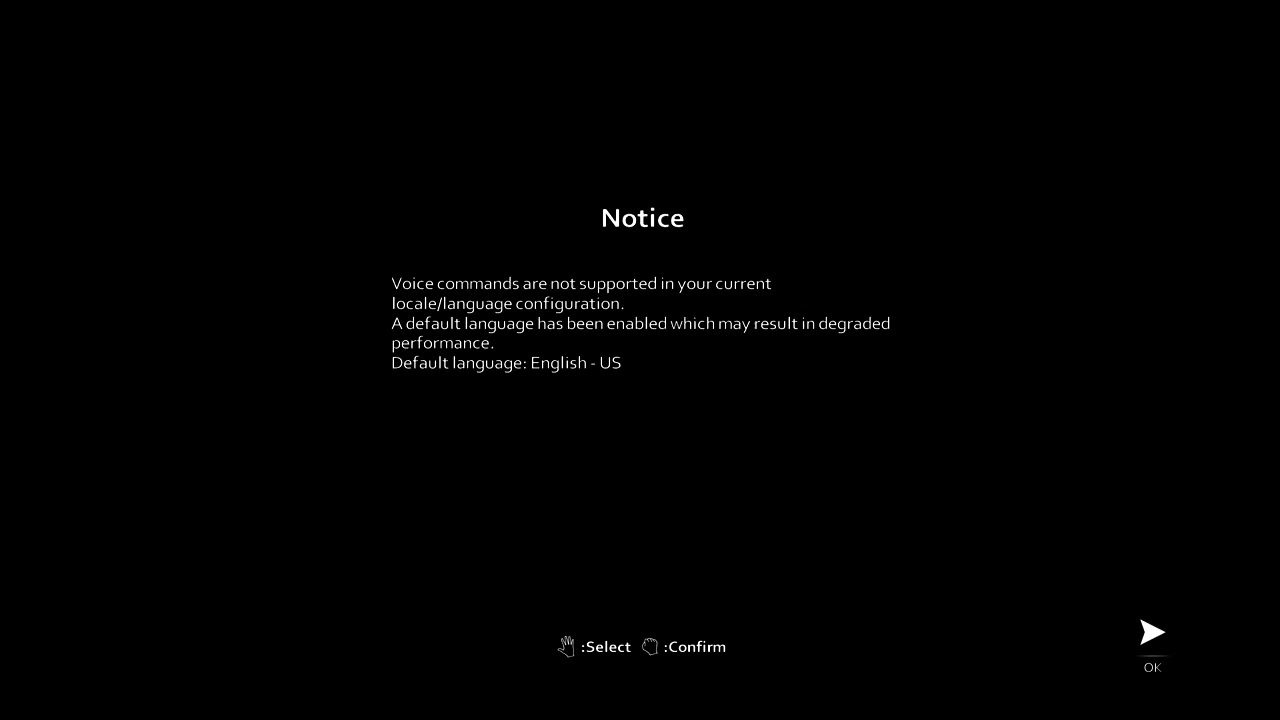 Notice
Voice commands are not supported in your current
locale/language configuration.
A default language has been enabled which may result in degraded
performance.
Default language: English - US
:Select :Confirm
OK